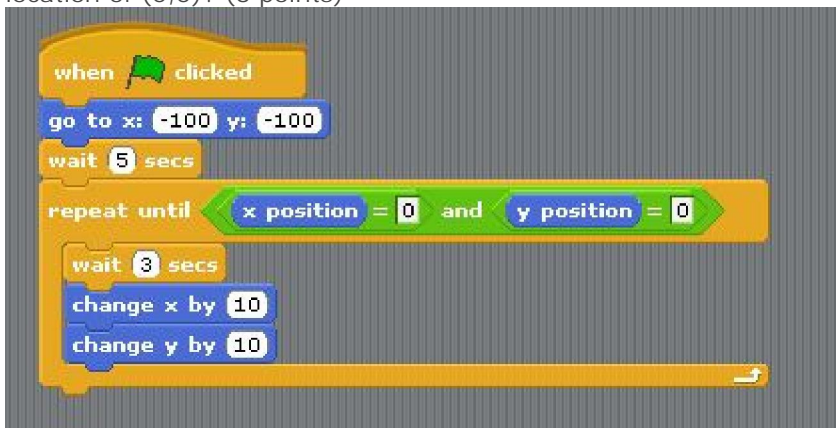 when clicked
go to x: -100 y: -100
wait 5 secs
repeat until x position = 0 and y position = 0
wait 3 secs
change x by 10
change y by 10